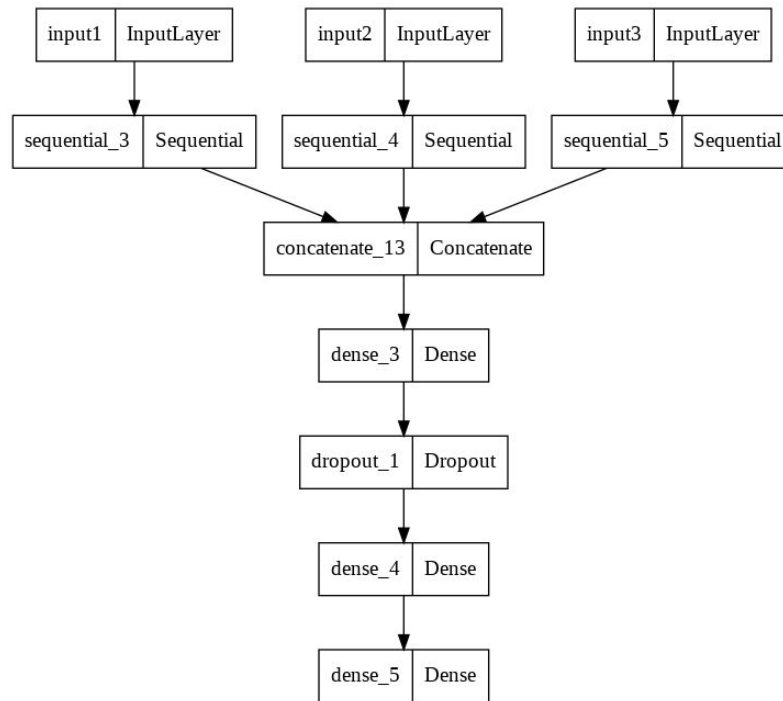 input1 InputLayer input2 InputLayer input3 InputLayer
sequential_3 Sequential sequential_4 Sequential sequential_5 Sequential
concatenate_13 Concatenate
dense_3 Dense
dropout_1 Dropout
dense_4 Dense
dense_5 Dense